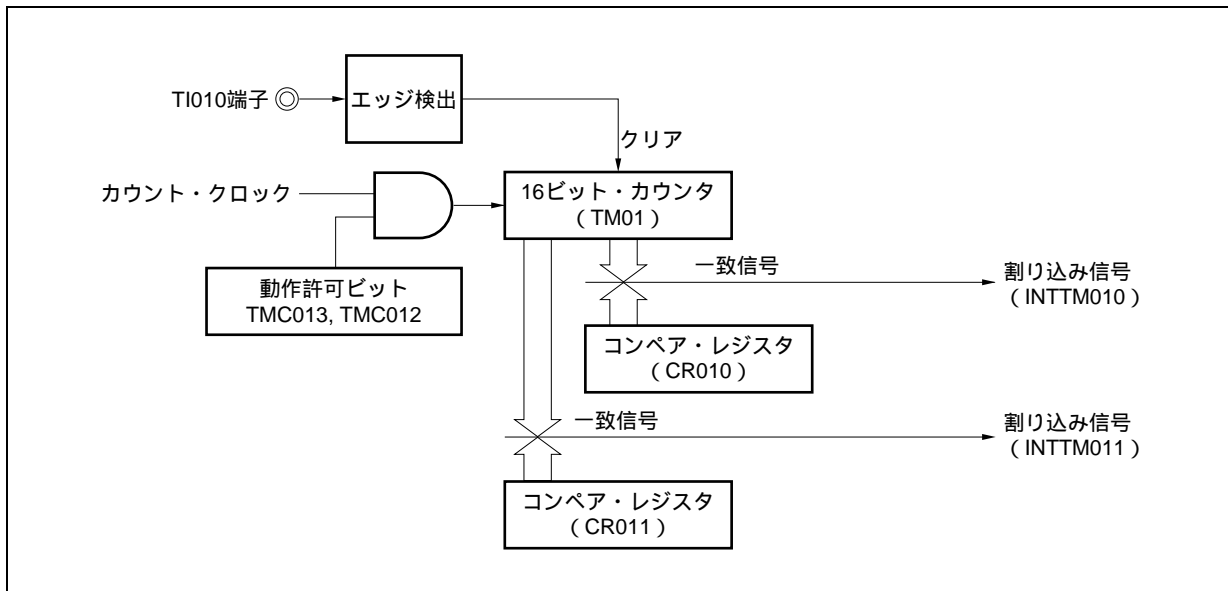 TI010端子
エッジ検出
クリア
カウント・クロック
16ビット・カウンタ
（TM01）
動作許可ビット
TMC013, TMC012
一致信号
割り込み信号
（INTTM010）
コンペア・レジスタ
（CR010）
一致信号
割り込み信号
（INTTM011）
コンペア・レジスタ
（CR011）